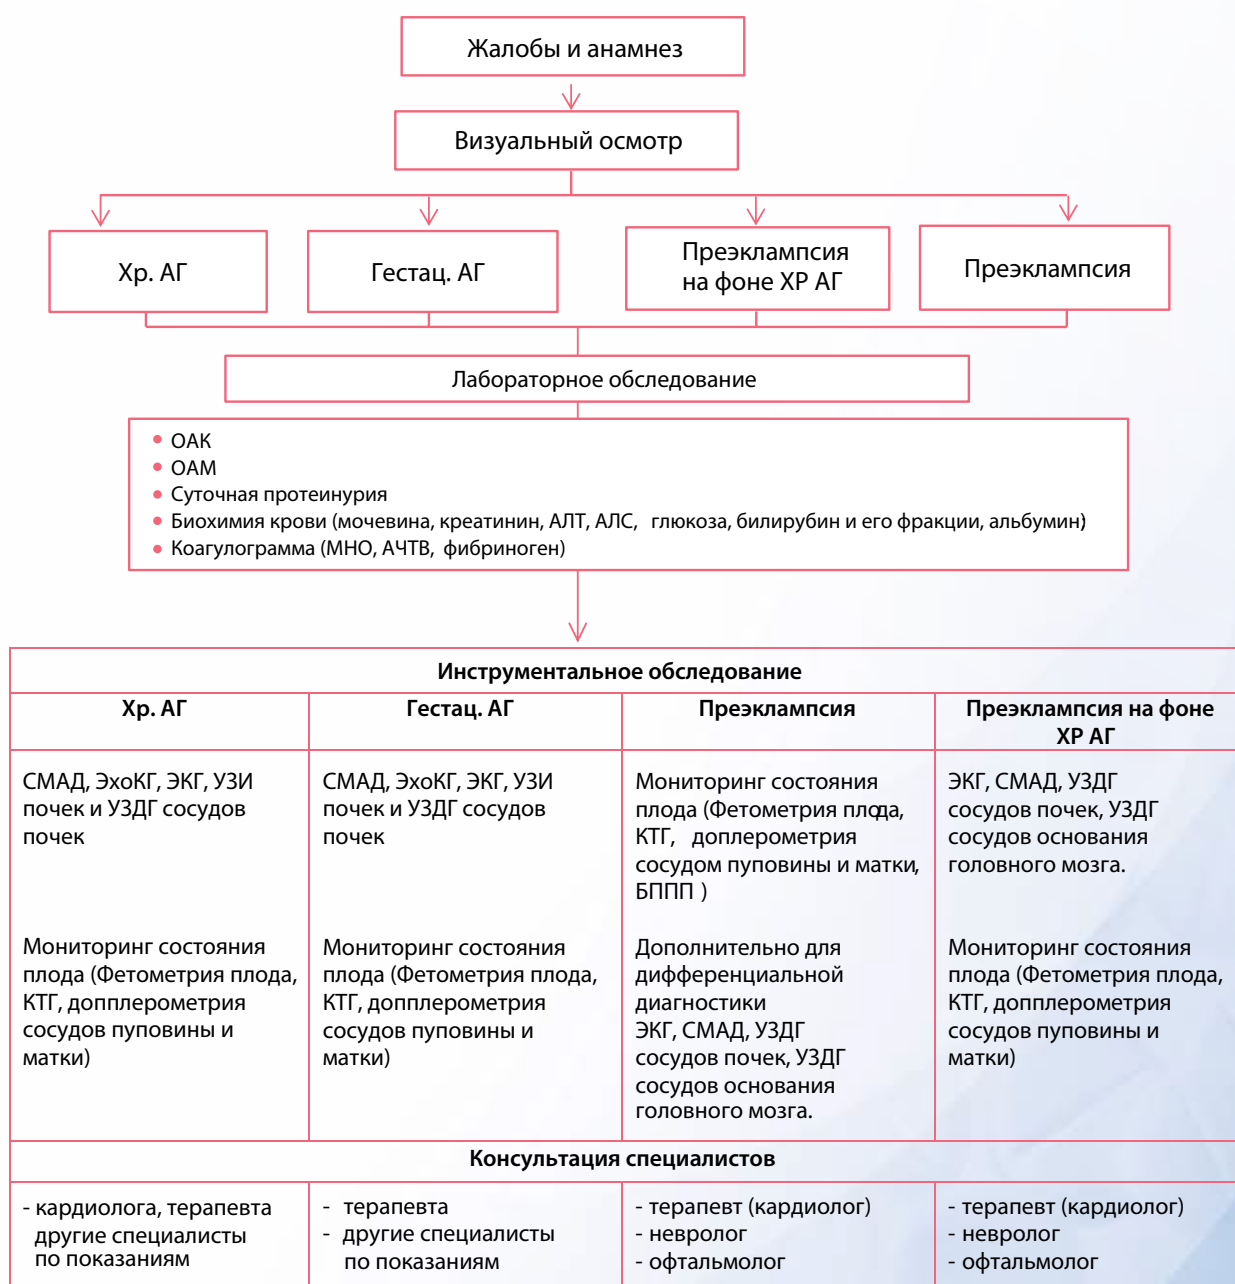 Жалобы и анамнез
Визуальный осмотр
Хр. АГ
Гестац. АГ
Преэклампсия
на фоне ХР АГ
Преэклампсия
Лабораторное обследование
• ОАК
• ОАМ
• Суточная протеинурия
• Биохимия крови (мочевина, креатинин, АЛТ, АЛС, глюкоза, билирубин и его фракции, альбумин)
• Коагулограмма (МНО, АЧТВ, фибриноген)
Инструментальное обследование
Хр. АГ
Гестац. АГ
Преэклампсия
Преэклампсия на фоне
ХР АГ
СМАД, ЭхоКГ, ЭКГ, УЗИ
почек и УЗДГ сосудов
почек
СМАД, ЭхоКГ, ЭКГ, УЗИ
почек и УЗДГ сосудов
почек
Мониторинг состояния
плода (Фетометрия плода,
КТГ, доплерометрия
сосудом пуповины и матки,
БППП )
ЭКГ, СМАД, УЗДГ
сосудов почек, УЗДГ
сосудов основания
головного мозга.
Мониторинг состояния
плода (Фетометрия плода,
КТГ, допплерометрия
сосудов пуповины и
матки)
Мониторинг состояния
плода (Фетометрия плода,
КТГ, допплерометрия
сосудов пуповины и
матки)
Дополнительно для
дифференциальной
диагностики
ЭКГ, СМАД, УЗДГ
сосудов почек, УЗДГ
сосудов основания
головного мозга.
Мониторинг состояния
плода (Фетометрия плода,
КТГ, допплерометрия
сосудов пуповины и
матки)
Консультация специалистов
- кардиолога, терапевта
другие специалисты
по показаниям
- терапевта
- другие специалисты
по показаниям
- терапевт (кардиолог)
- невролог
- офтальмолог
- терапевт (кардиолог)
- невролог
- офтальмолог